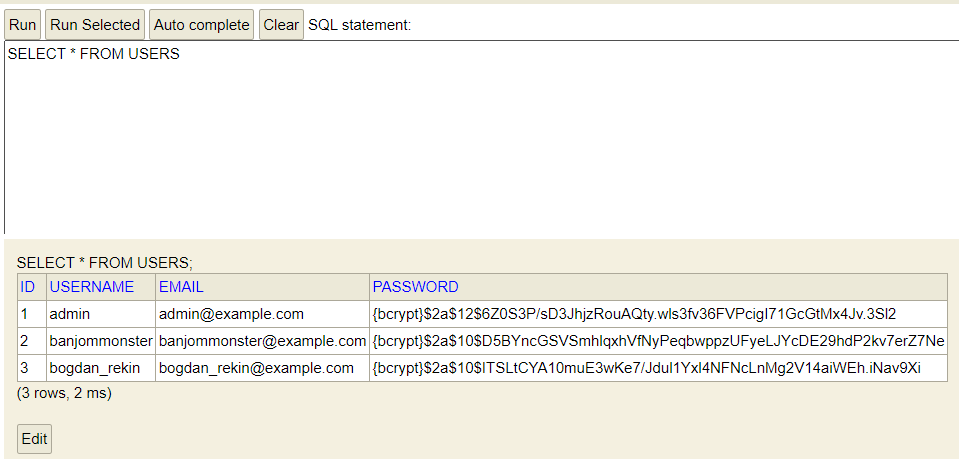 Run Run Selected Auto complete Clear SQL statement:
SELECT * FROM USERS
SELECT * FROM USERS;
ID USERNAME EMAIL PASSWORD
1 admin admin@example.com {bcrypt}$2a$12$6Z0S3P/sD3JhjzRouAQty.wls3fv36FVPcigI71GcGtMx4Jv.3Sl2
2 banjommonster banjommonster@example.com {bcrypt}$2a$10$D5BYncGSVSmhlqxhVfNyPeqbwppzUFyeLJYcDE29hdP2kv7erZ7Ne
3 bogdan_rekin bogdan_rekin@example.com {bcrypt}$2a$10$ITSLtCYA10muE3wKe7/JduI1YxI4NFNcLnMg2V14aiWEh.iNav9Xi
(3 rows, 2 ms)
Edit